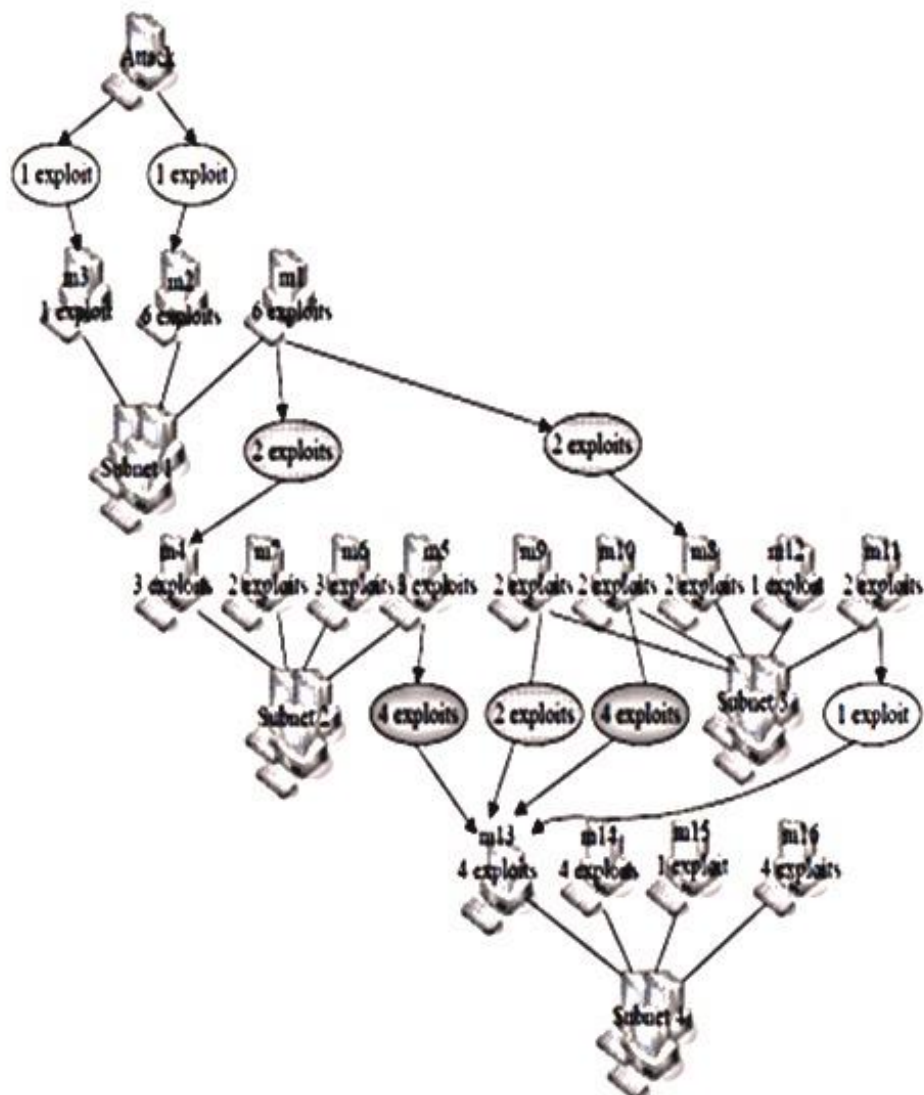 Attack
1 exploit
1 exploit
m3
1 exploit
m2
6 exploits
m1
6 exploits
Subnet 1
2 exploits
2 exploits
m4
3 exploits
m7
2 exploits
m6
3 exploits
m5
exploits
m9
2 exploits
m10
2 exploits
m8
2 exploits
m12
1 exploit
m11
2 exploits
Subnet 2
4 exploits
2 exploits
4 exploits
Subnet 3
1 exploit
m13
4 exploits
m14
4 exploits
m15
1 exploit
m16
4 exploits
Subnet 4